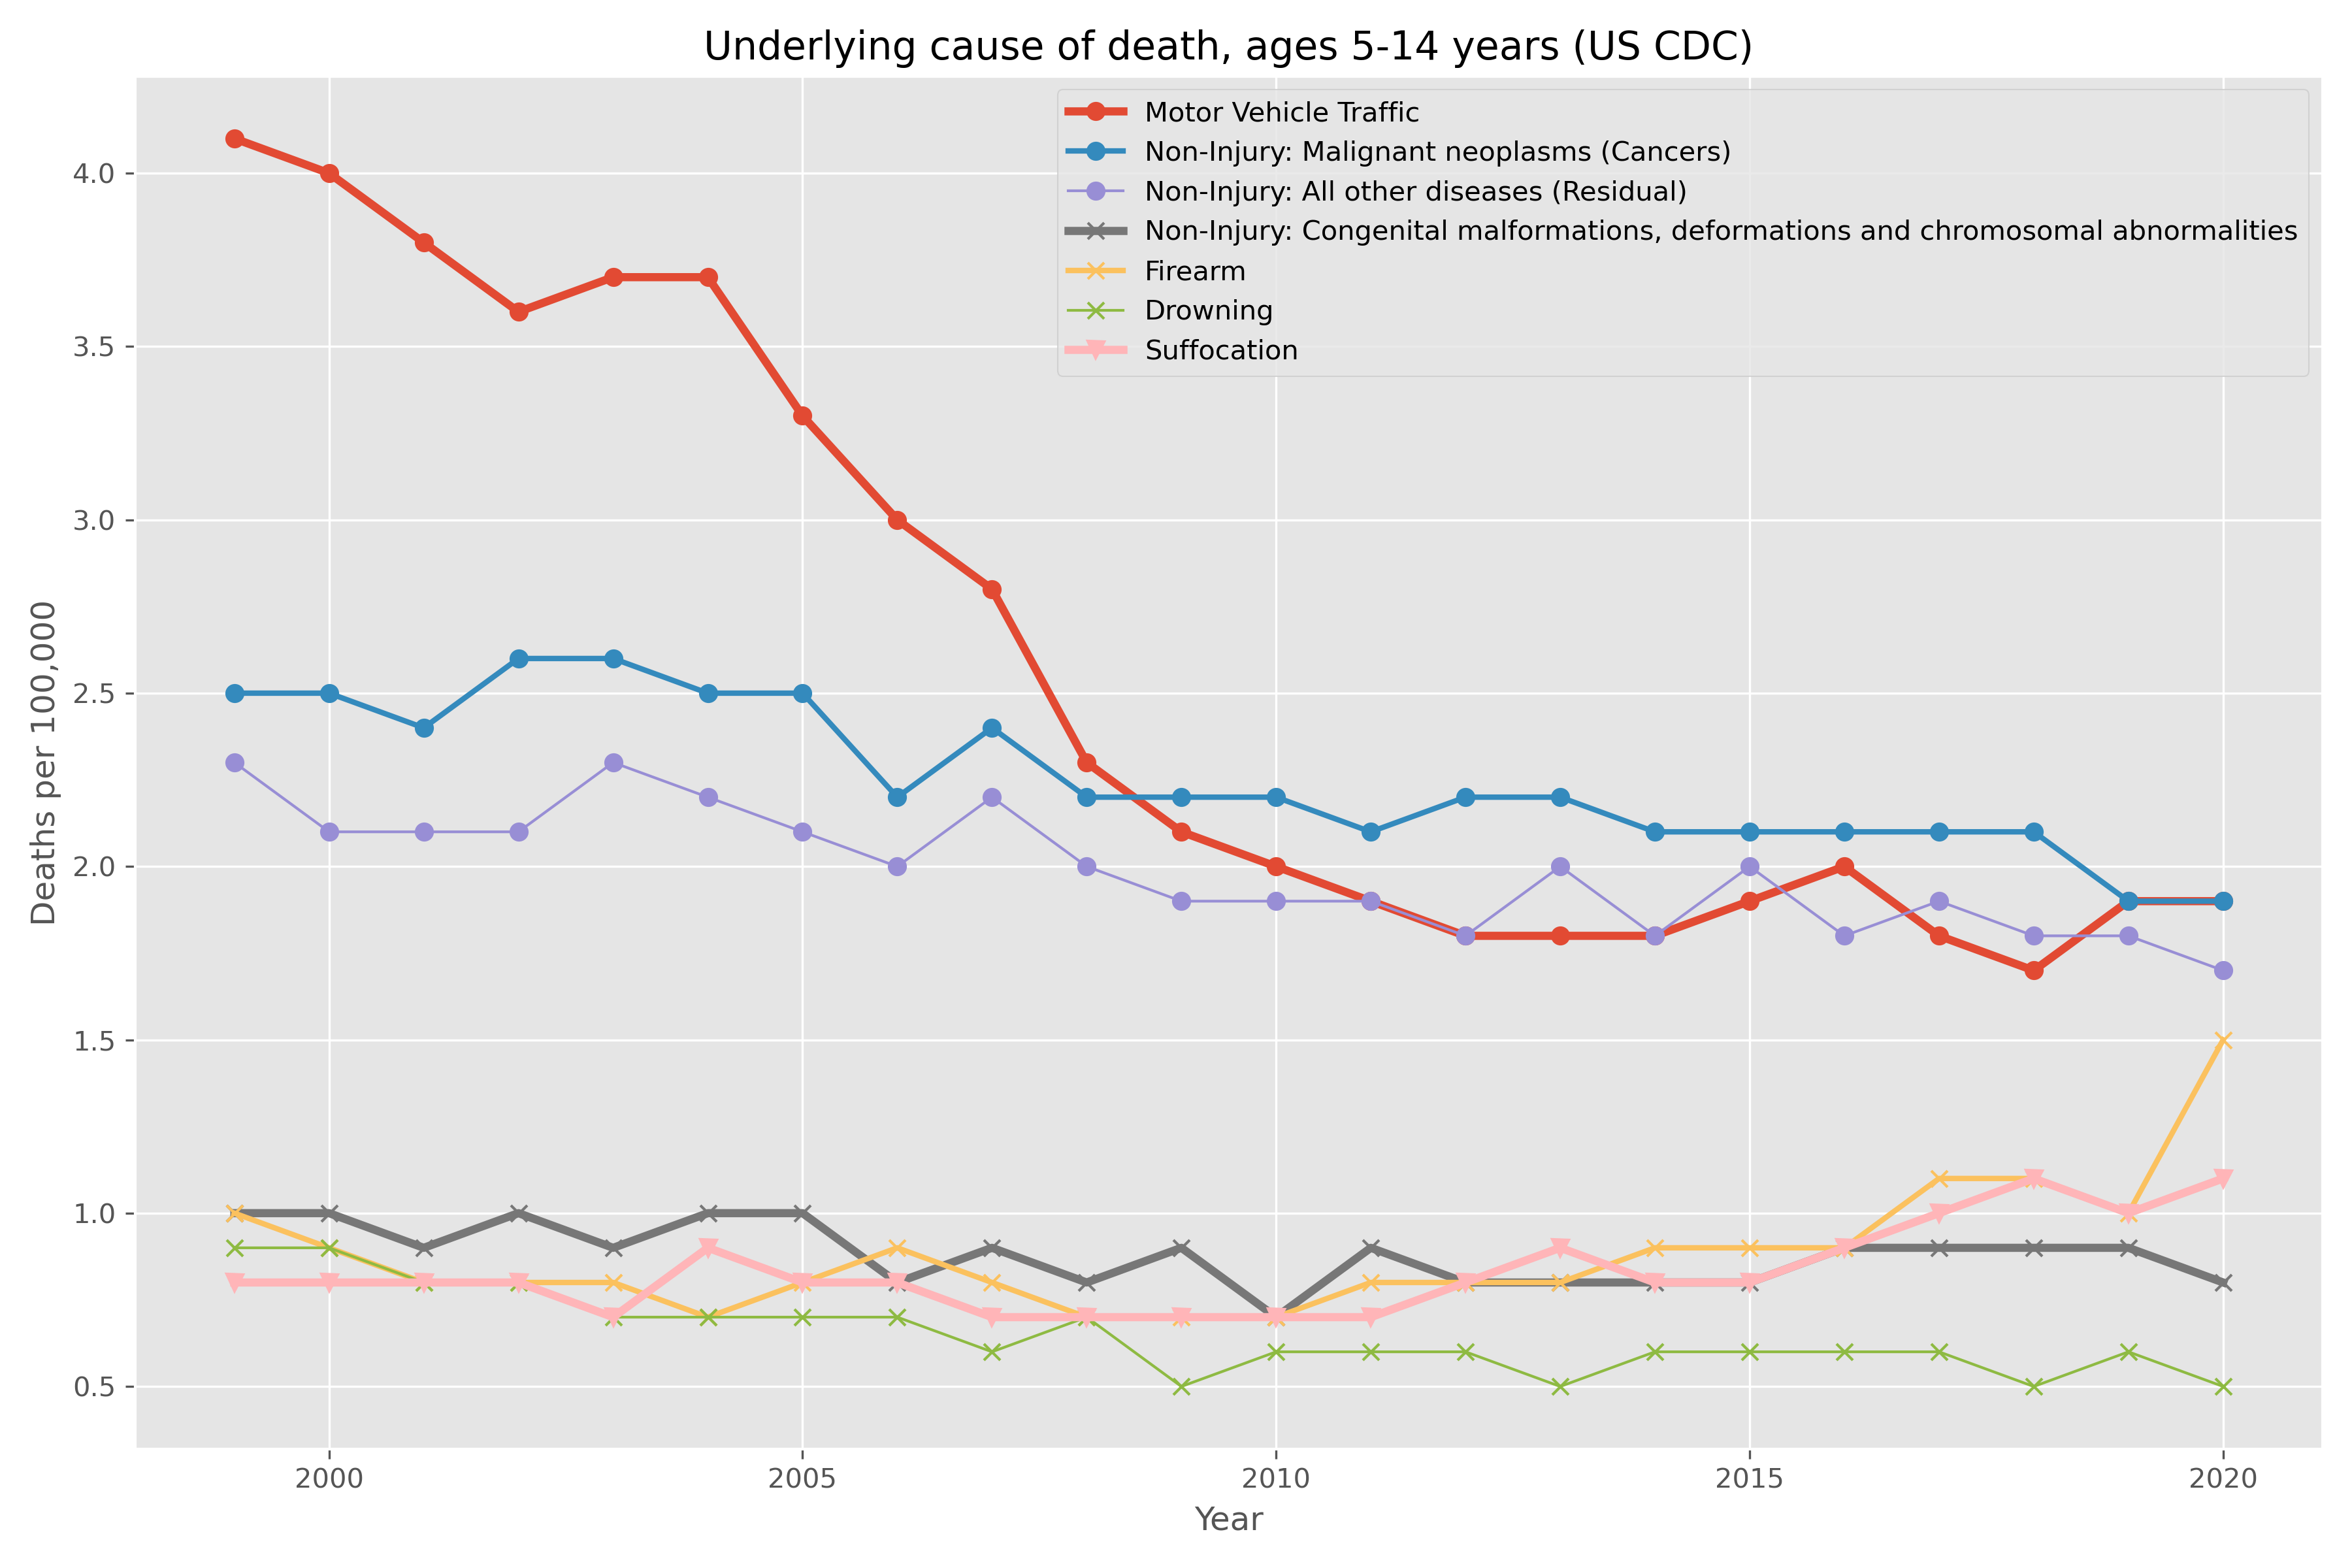 Underlying cause of death, ages 5-14 years (US CDC)
Motor Vehicle Traffic
Non-Injury: Malignant neoplasms (Cancers)
Non-Injury: All other diseases (Residual)
Non-Injury: Congenital malformations, deformations and chromosomal abnormalities
Firearm
Drowning
Suffocation
4.0
3.5
3.0
2.5
2.0
1.5
1.0
0.5
Deaths per 100,000
2000 2005 2010 2015 2020
Year